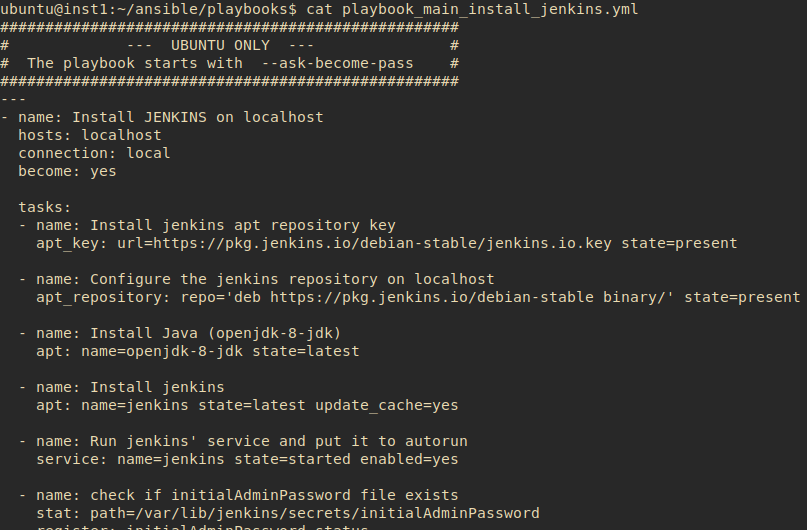 ubuntu@inst1:~/ansible/playbooks$ cat playbook_main_install_jenkins.yml
###################################################
#             ---  UBUNTU ONLY  ---               #
#  The playbook starts with  --ask-become-pass    #
###################################################
---
- name: Install JENKINS on localhost
  hosts: localhost
  connection: local
  become: yes

  tasks:
  - name: Install jenkins apt repository key
    apt_key: url=https://pkg.jenkins.io/debian-stable/jenkins.io.key state=present

  - name: Configure the jenkins repository on localhost
    apt_repository: repo='deb https://pkg.jenkins.io/debian-stable binary/' state=present

  - name: Install Java (openjdk-8-jdk)
    apt: name=openjdk-8-jdk state=latest

  - name: Install jenkins
    apt: name=jenkins state=latest update_cache=yes

  - name: Run jenkins' service and put it to autorun
    service: name=jenkins state=started enabled=yes

  - name: check if initialAdminPassword file exists
    stat: path=/var/lib/jenkins/secrets/initialAdminPassword
    register: initialAdminPassword status